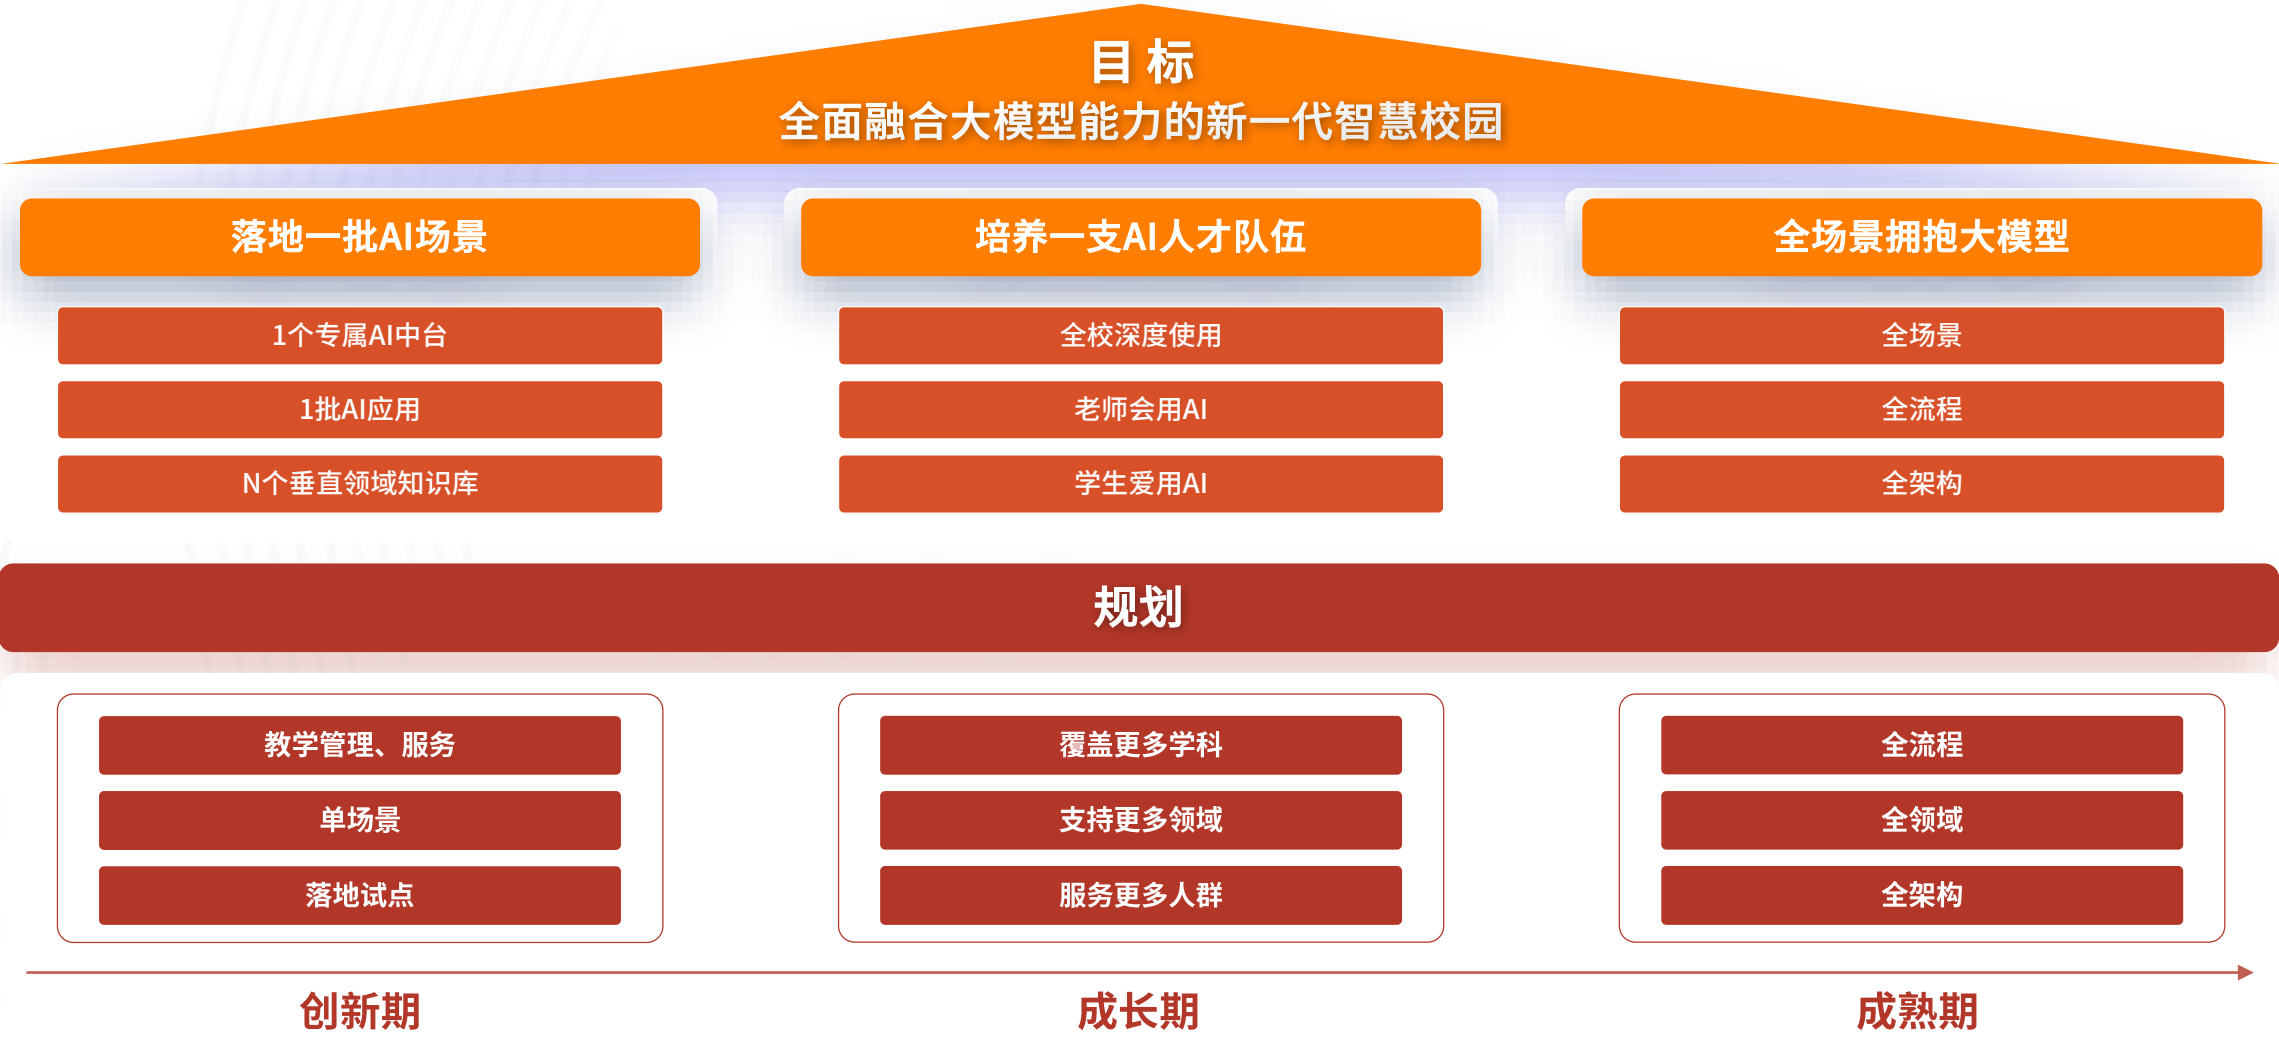 目 标
全面融合大模型能力的新一代智慧校园
落地一批AI场景
1个专属AI中台
1批AI应用
N个垂直领域知识库
培养一支AI人才队伍
全校深度使用
老师会用AI
学生爱用AI
全场景拥抱大模型
全场景
全流程
全架构
规划
教学管理、服务
单场景
落地试点
创新期
覆盖更多学科
支持更多领域
服务更多人群
成长期
全流程
全领域
全架构
成熟期